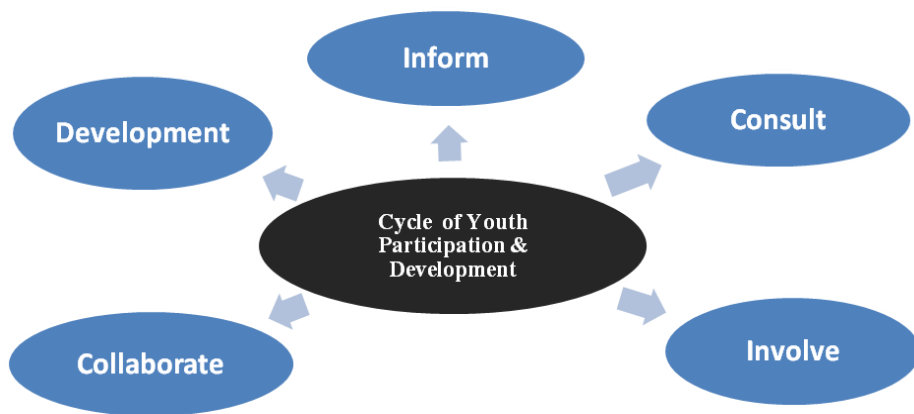 Inform
Development
Consult
Cycle of Youth
Participation &
Development
Collaborate
Involve